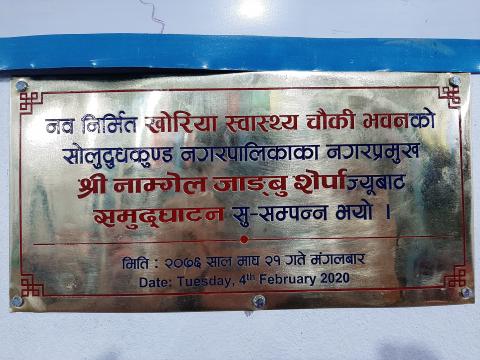 नव निर्मित खोरिया स्वास्थ्य चौकी भवनको
सोलुदुधकुण्ड नगरपालिकाका नगरप्रमुख
श्री नाम्गेल जाङ्बु शेर्पाज्यूबाट
समुद्घाटन सु-सम्पन्न भयो ।
मिति : २०७६ साल माघ २१ गते मंगलबार
Date: Tuesday, 4th February 2020